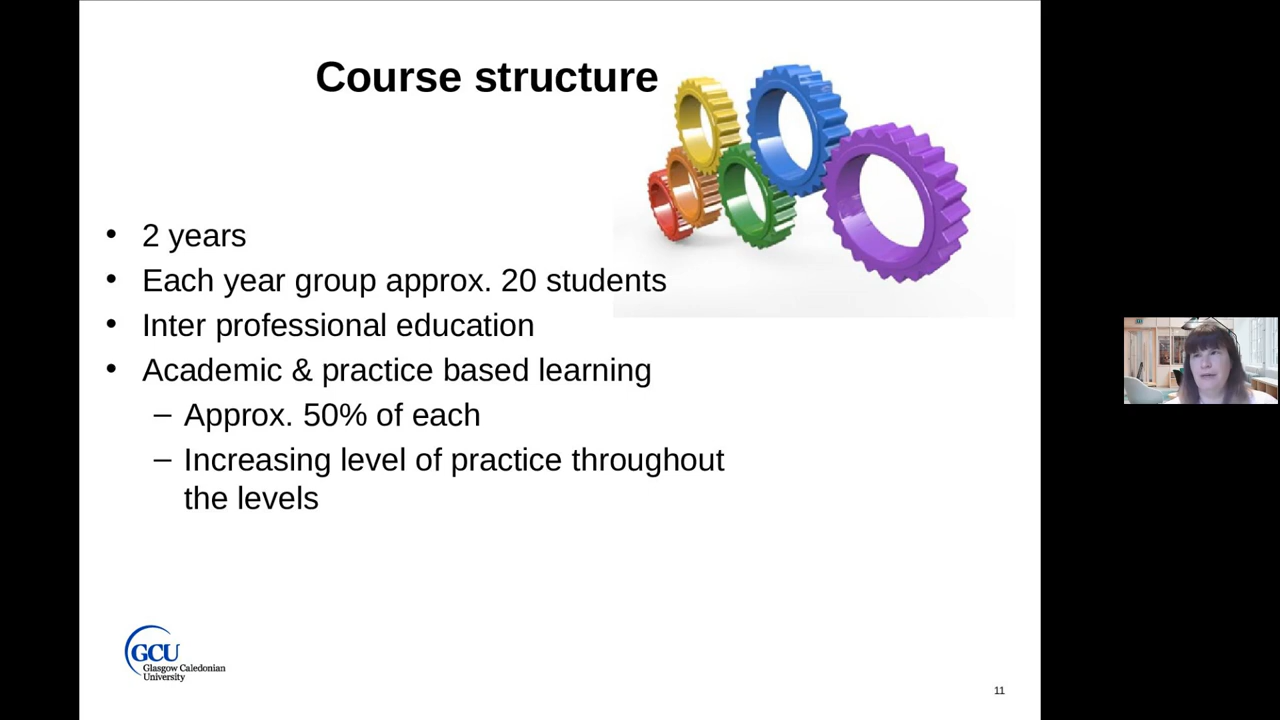 Course structure
• 2 years
• Each year group approx. 20 students
• Inter professional education
• Academic & practice based learning
– Approx. 50% of each
– Increasing level of practice throughout
the levels
GCU
Glasgow Caledonian
University
11